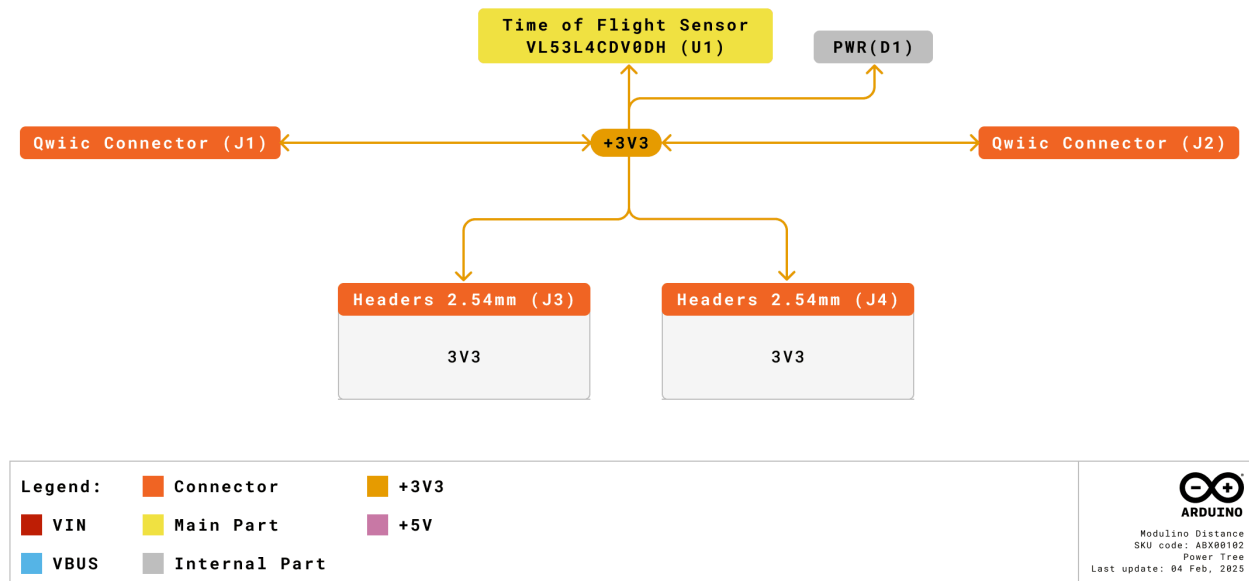 Time of Flight Sensor
VL53L4CDV0DH (U1)
PWR(D1)
Qwiic Connector (J1)
+3V3
Qwiic Connector (J2)
Headers 2.54mm (J3)
Headers 2.54mm (J4)
3V3
3V3
Legend:
Connector
+3V3
VIN
Main Part
+5V
VBUS
Internal Part
ARDUINO
Modulino Distance
SKU code: ABX00102
Power Tree
Last update: 04 Feb, 2025